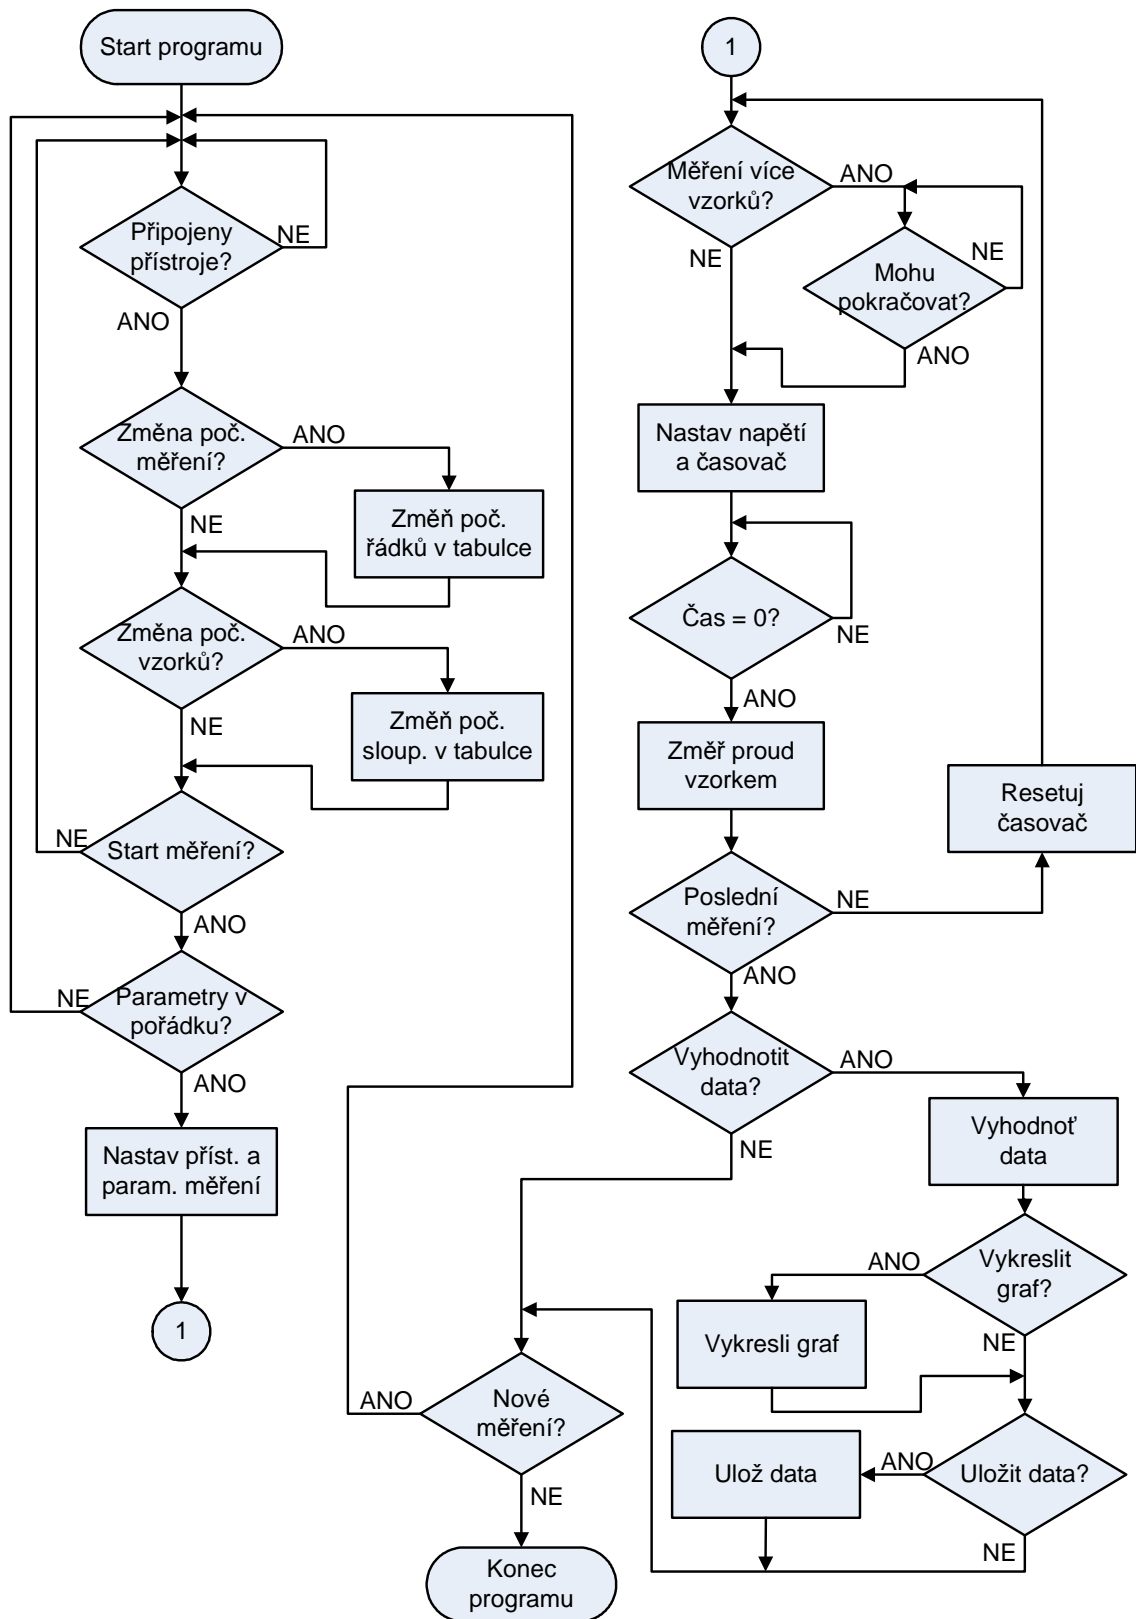 Start programu
Připojeny
přístroje?
NE
ANO
Změna poč.
měření?
ANO
Změň poč.
řádků v tabulce
NE
Změna poč.
vzorků?
ANO
Změň poč.
sloup. v tabulce
NE
Start měření?
NE
ANO
Parametry v
pořádku?
NE
ANO
Nastav příst. a
param. měření
1
1
Měření více
vzorků?
ANO
NE
Mohu
pokračovat?
NE
ANO
Nastav napětí
a časovač
Čas = 0?
NE
ANO
Změř proud
vzorkem
Resetuj
časovač
Poslední
měření?
NE
ANO
Vyhodnotit
data?
ANO
NE
Vyhodnoť
data
Vykreslit
graf?
ANO
NE
Vykresli graf
Uložit data?
ANO
NE
Ulož data
Nové
měření?
ANO
NE
Konec
programu